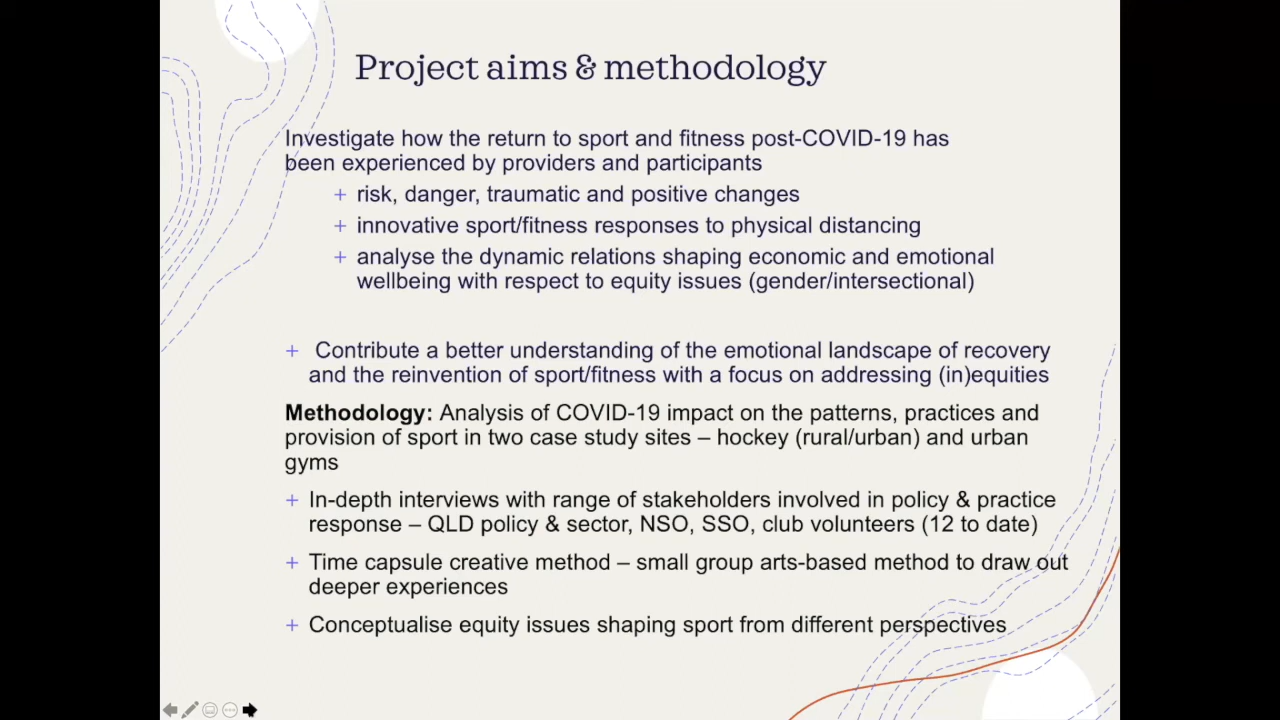 Project aims & methodology
Investigate how the return to sport and fitness post-COVID-19 has
been experienced by providers and participants
+ risk, danger, traumatic and positive changes
+ innovative sport/fitness responses to physical distancing
+ analyse the dynamic relations shaping economic and emotional
wellbeing with respect to equity issues (gender/intersectional)
+ Contribute a better understanding of the emotional landscape of recovery
and the reinvention of sport/fitness with a focus on addressing (in)equities
Methodology: Analysis of COVID-19 impact on the patterns, practices and
provision of sport in two case study sites – hockey (rural/urban) and urban
gyms
+ In-depth interviews with range of stakeholders involved in policy & practice
response – QLD policy & sector, NSO, SSO, club volunteers (12 to date)
+ Time capsule creative method – small group arts-based method to draw out
deeper experiences
+ Conceptualise equity issues shaping sport from different perspectives